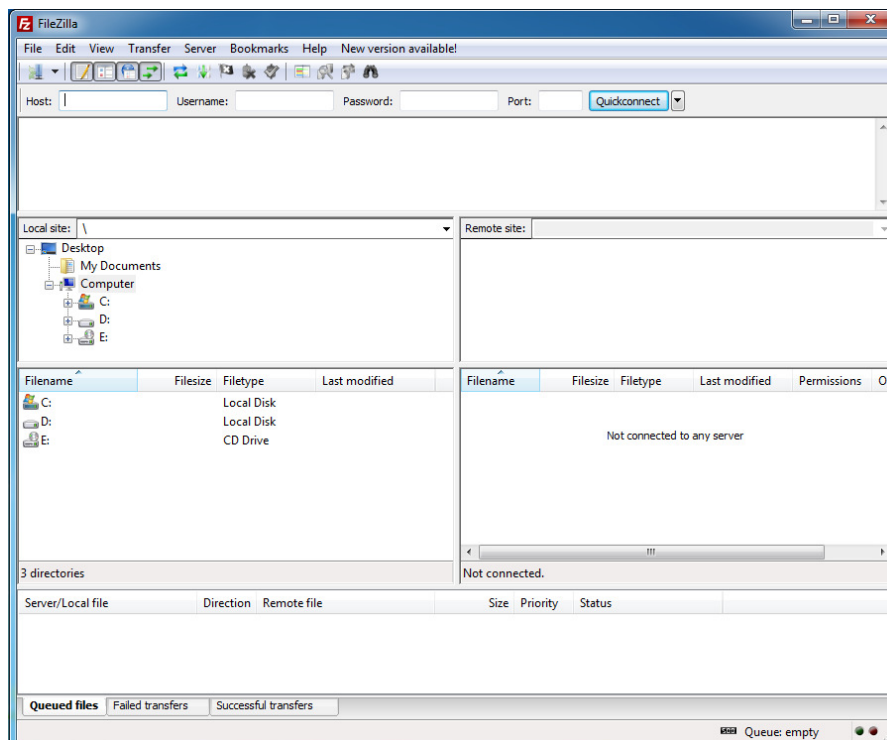 FileZilla
File Edit View Transfer Server Bookmarks Help New version available!
Host: Username: Password: Port: Quickconnect
Local site: \ Remote site:
Desktop
My Documents
Computer
C:
D:
E:
Filename Filesize Filetype Last modified
C: Local Disk
D: Local Disk
E: CD Drive
3 directories
Filename Filesize Filetype Last modified Permissions O
Not connected to any server
Not connected.
Server/Local file Direction Remote file Size Priority Status
Queued files Failed transfers Successful transfers
Queue: empty